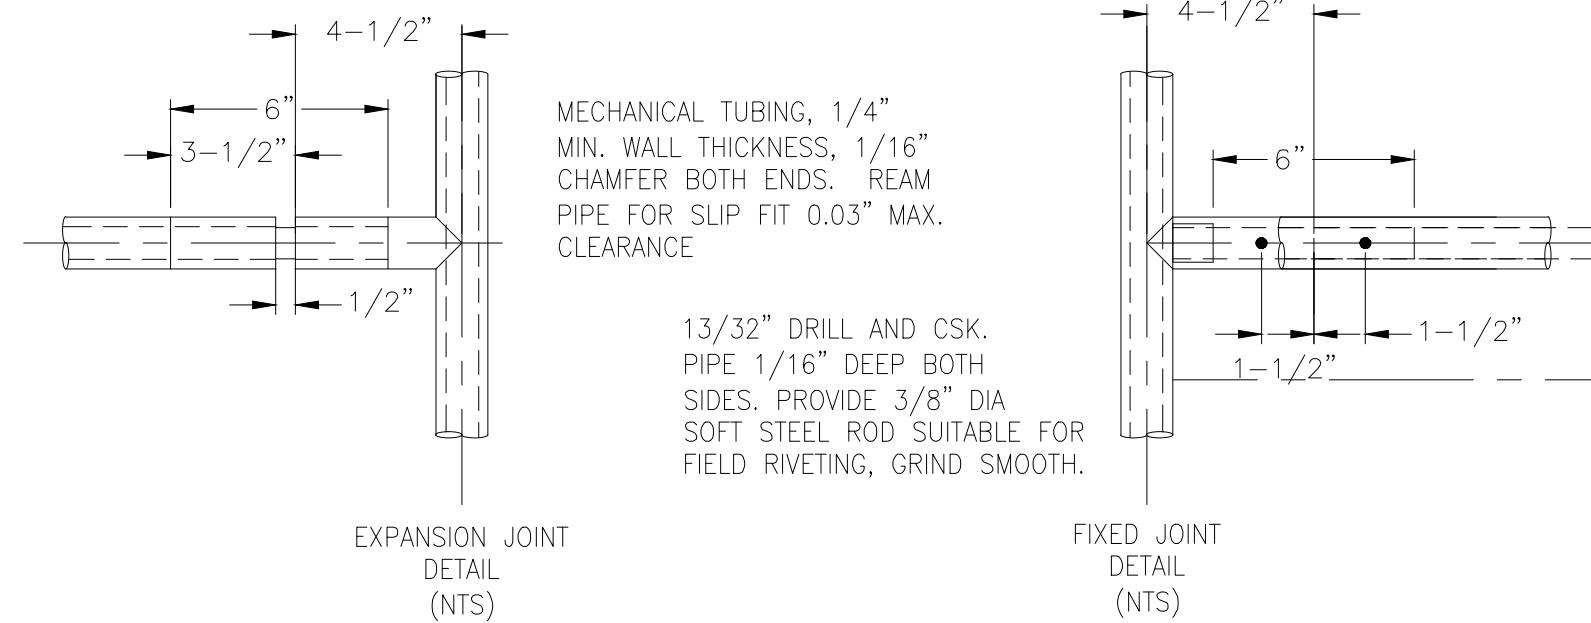 4-1/2"
6"
3-1/2"
1/2"
MECHANICAL TUBING, 1/4"
MIN. WALL THICKNESS, 1/16"
CHAMFER BOTH ENDS. REAM
PIPE FOR SLIP FIT 0.03" MAX.
CLEARANCE
13/32" DRILL AND CSK.
PIPE 1/16" DEEP BOTH
SIDES. PROVIDE 3/8" DIA
SOFT STEEL ROD SUITABLE FOR
FIELD RIVETING, GRIND SMOOTH.
4-1/2"
6"
1-1/2"
1-1/2"
EXPANSION JOINT
DETAIL
(NTS)
FIXED JOINT
DETAIL
(NTS)